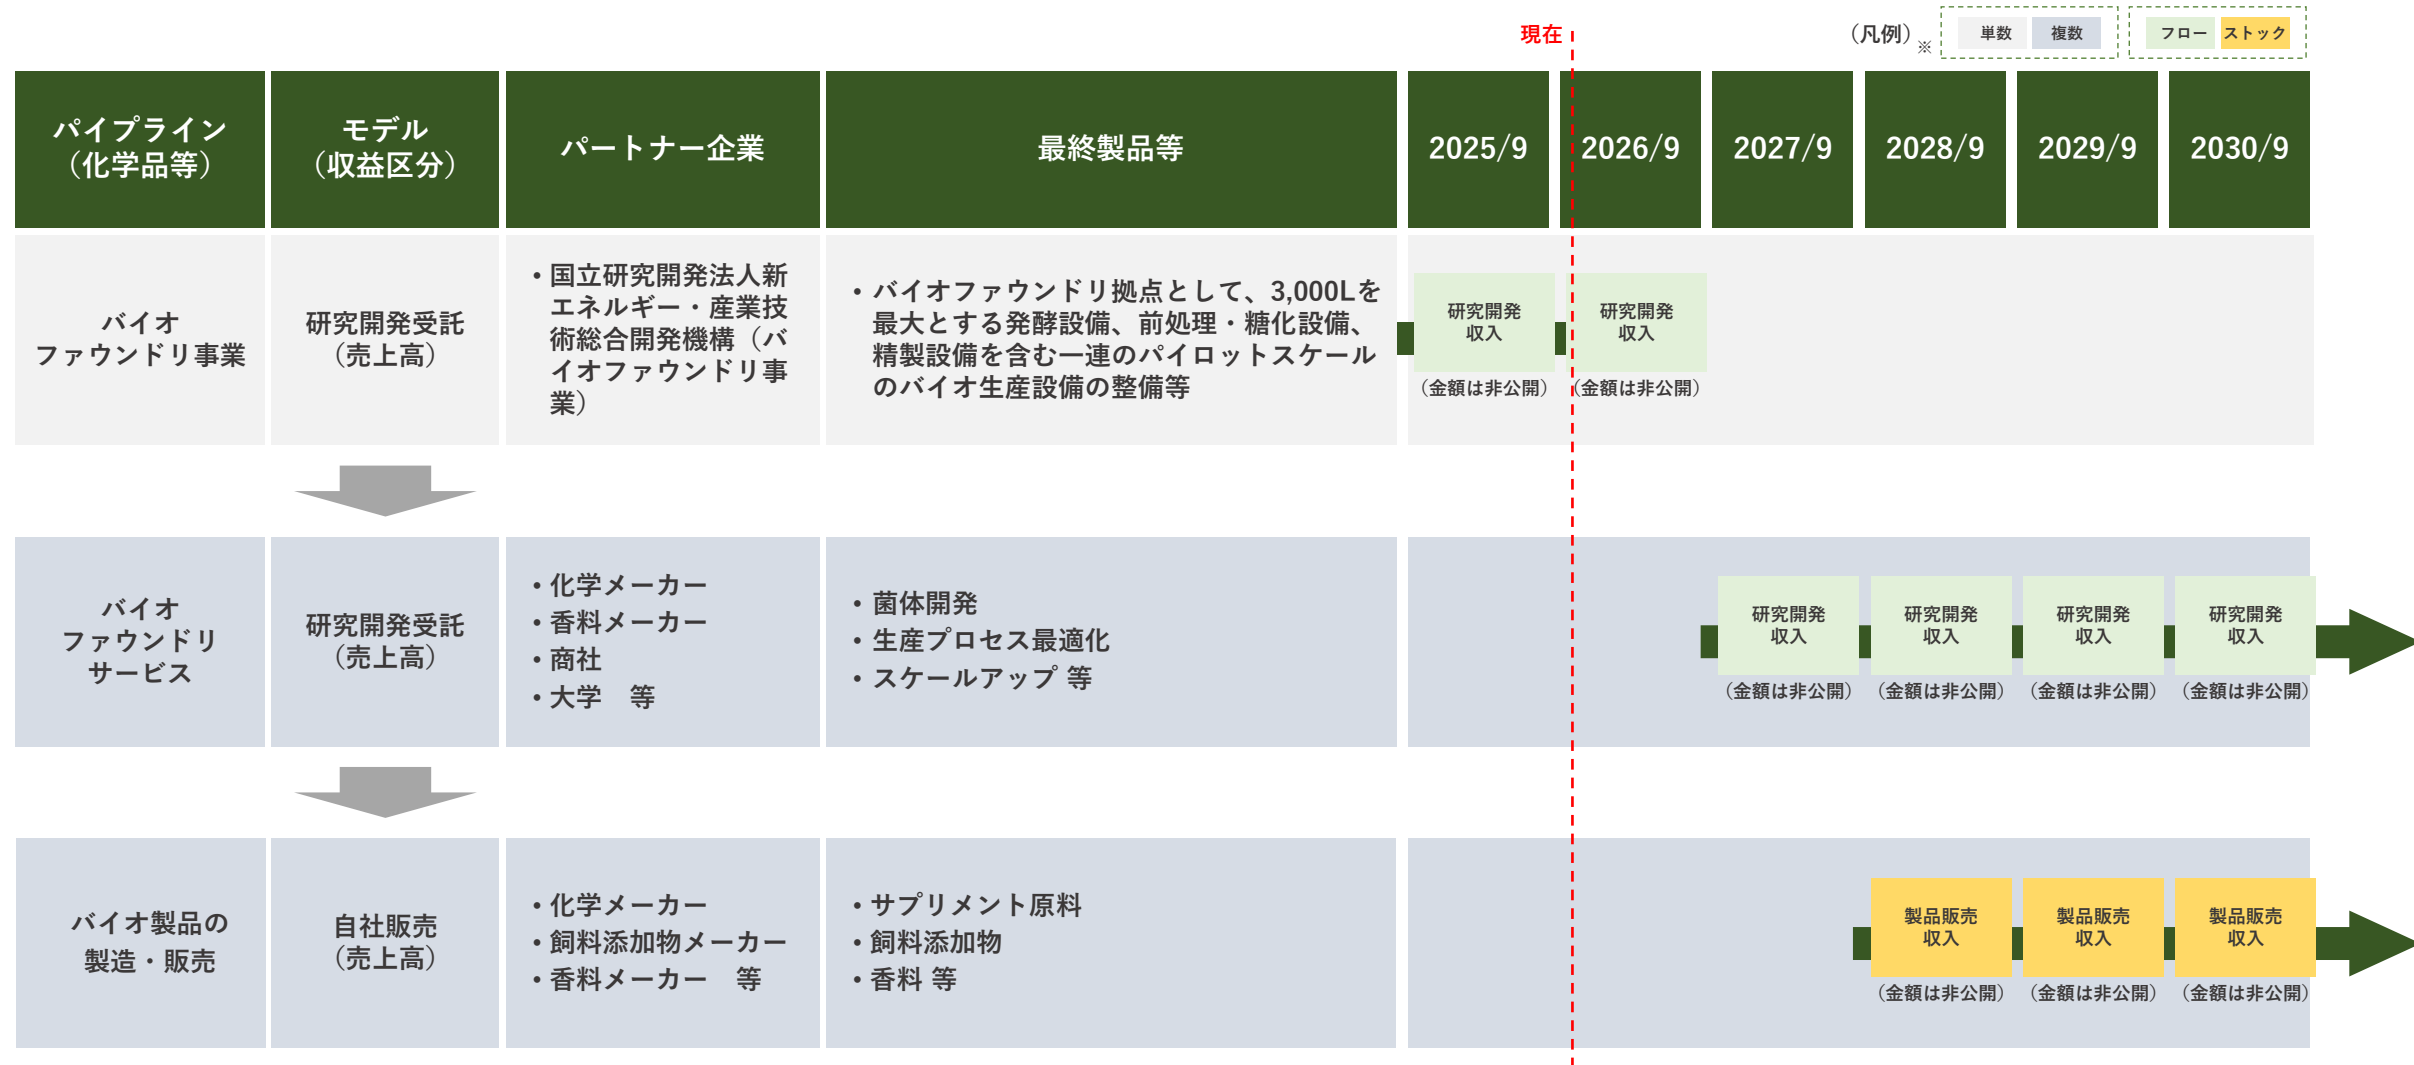 現在
（凡例）※
単数
複数
フロー
ストック
パイプライン
（化学品等）
モデル
（収益区分）
パートナー企業
最終製品等
2025/9
2026/9
2027/9
2028/9
2029/9
2030/9
バイオ
ファウンドリ事業
研究開発受託
（売上高）
・国立研究開発法人新
エネルギー・産業技
術総合開発機構（バ
イオファウンドリ事
業）
・バイオファウンドリ拠点として、3,000Lを
最大とする発酵設備、前処理・糖化設備、
精製設備を含む一連のパイロットスケール
のバイオ生産設備の整備等
研究開発
収入
（金額は非公開）
研究開発
収入
（金額は非公開）
バイオ
ファウンドリ
サービス
研究開発受託
（売上高）
・化学メーカー
・香料メーカー
・商社
・大学　等
・菌体開発
・生産プロセス最適化
・スケールアップ 等
研究開発
収入
（金額は非公開）
研究開発
収入
（金額は非公開）
研究開発
収入
（金額は非公開）
研究開発
収入
（金額は非公開）
バイオ製品の
製造・販売
自社販売
（売上高）
・化学メーカー
・飼料添加物メーカー
・香料メーカー　等
・サプリメント原料
・飼料添加物
・香料 等
製品販売
収入
（金額は非公開）
製品販売
収入
（金額は非公開）
製品販売
収入
（金額は非公開）